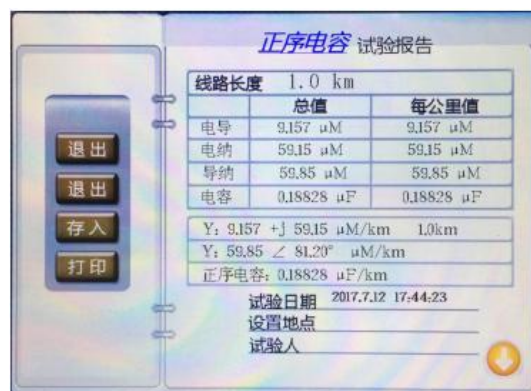 正序电容 试验报告
线路长度 1.0 km
总值 每公里值
电导 9.157 μM 9.157 μM
电纳 59.15 μM 59.15 μM
导纳 59.85 μM 59.85 μM
电容 0.18828 μF 0.18828 μF
Y: 9.157 +j 59.15 μM/km 1.0km
Y: 59.85 ∠ 81.20° μM/km
正序电容: 0.18828 μF/km
试验日期 2017.7.12 17:44:23
设置地点
试验人
退出
退出
存入
打印